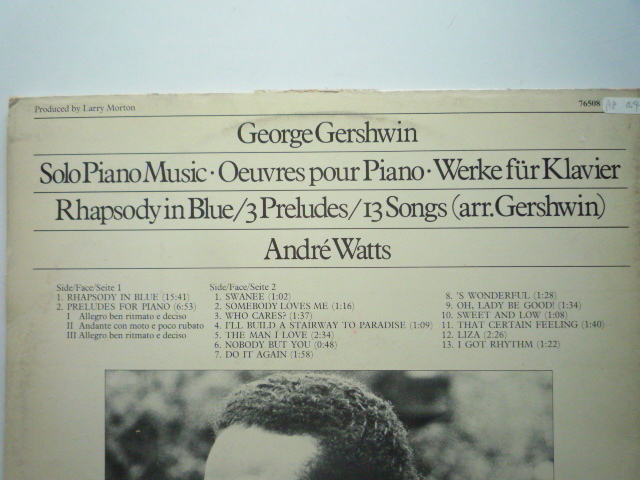 Produced by Larry Morton
76508
George Gershwin
Solo Piano Music · Oeuvres pour Piano · Werke für Klavier
Rhapsody in Blue/3 Preludes/13 Songs (arr. Gershwin)
André Watts
Side/Face/Seite 1
1. RHAPSODY IN BLUE (15:41)
2. PRELUDES FOR PIANO (6:53)
I Allegro ben ritmato e deciso
II Andante con moto e poco rubato
III Allegro ben ritmato e deciso
Side/Face/Seite 2
1. SWANEE (1:02)
2. SOMEBODY LOVES ME (1:16)
3. WHO CARES? (1:37)
4. I'LL BUILD A STAIRWAY TO PARADISE (1:09)
5. THE MAN I LOVE (2:34)
6. NOBODY BUT YOU (0:48)
7. DO IT AGAIN (1:58)
8. 'S WONDERFUL (1:28)
9. OH, LADY BE GOOD! (1:34)
10. SWEET AND LOW (1:08)
11. THAT CERTAIN FEELING (1:40)
12. LIZA (2:26)
13. I GOT RHYTHM (1:22)